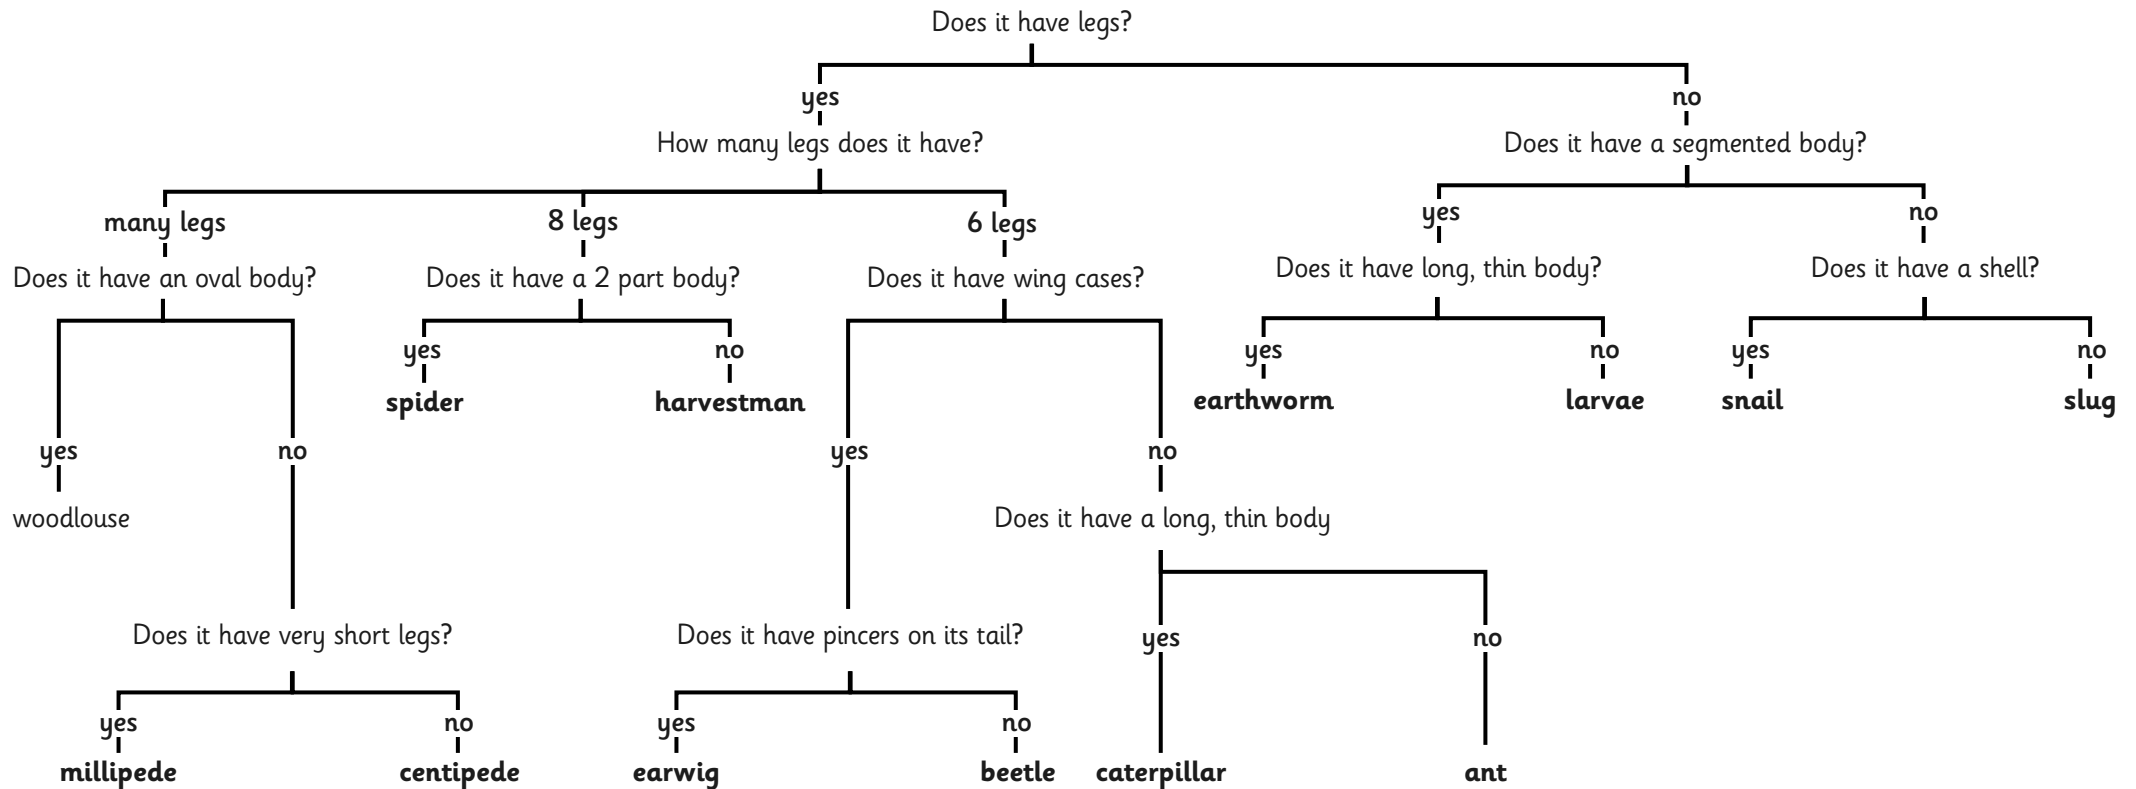 Does it have legs?
yes
no
How many legs does it have?
Does it have a segmented body?
many legs
8 legs
6 legs
yes
no
Does it have an oval body?
Does it have a 2 part body?
Does it have wing cases?
Does it have long, thin body?
Does it have a shell?
yes
no
yes
no
yes
no
spider
harvestman
earthworm
larvae
snail
slug
yes
no
yes
no
woodlouse
Does it have a long, thin body
Does it have very short legs?
Does it have pincers on its tail?
yes
no
yes
no
yes
no
millipede
centipede
earwig
beetle
caterpillar
ant